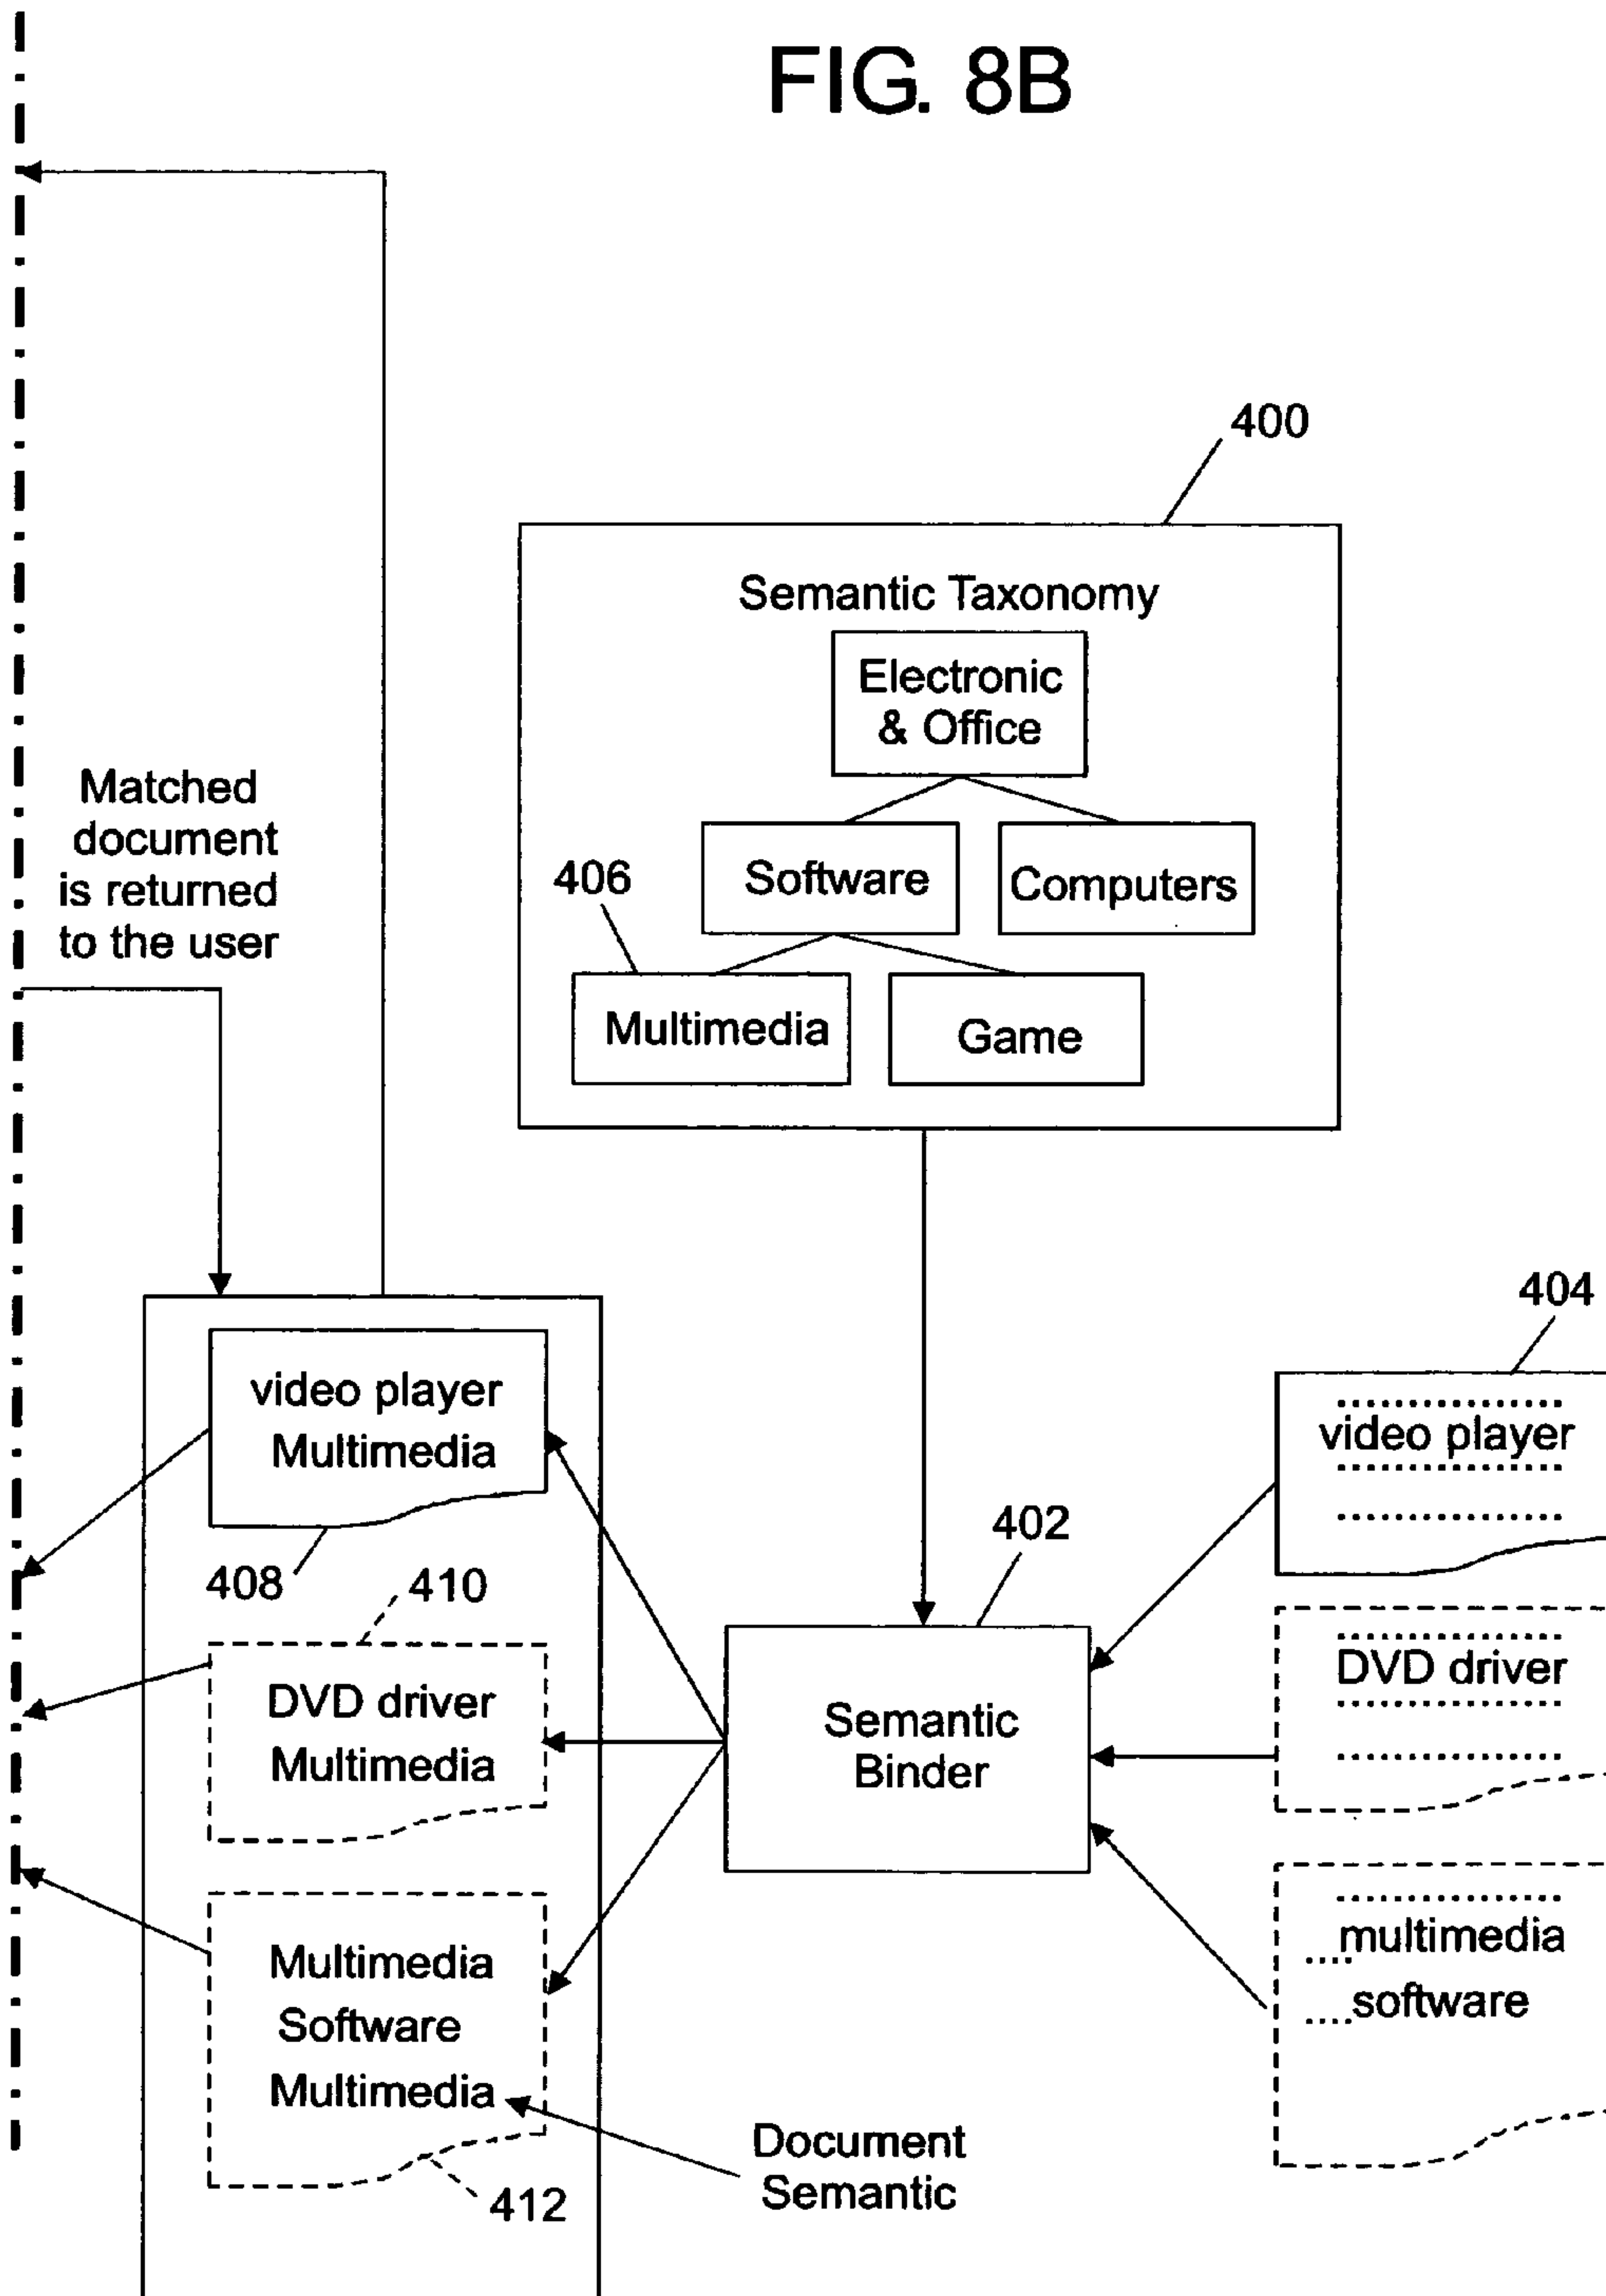 FIG. 8B
400
Semantic Taxonomy
Electronic
& Office
Matched
document
is returned
to the user
406
Software
Computers
Multimedia
Game
404
video player
Multimedia
video player
402
408
410
DVD driver
DVD driver
Multimedia
Semantic
Binder
multimedia
software
Multimedia
Software
Multimedia
Document
Semantic
412